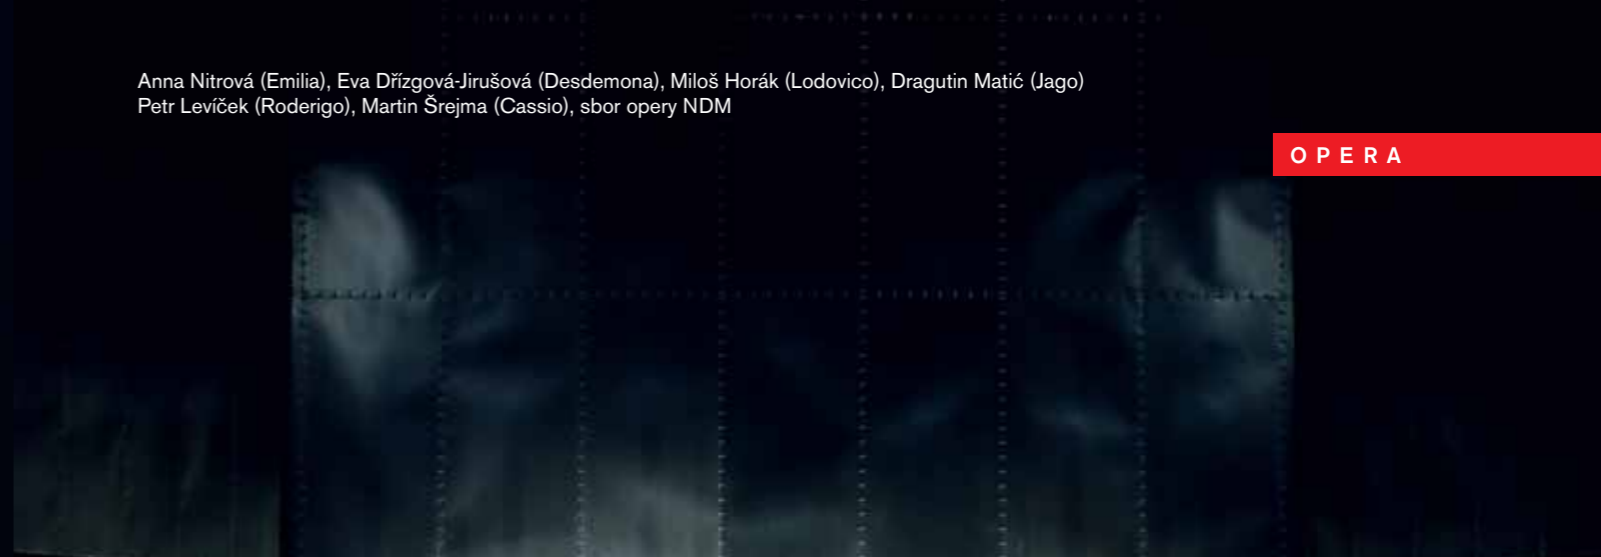 Anna Nitrová (Emilia), Eva Dřízgová-Jirušová (Desdemona), Miloš Horák (Lodovico), Dragutin Matić (Jago)
Petr Levíček (Roderigo), Martin Šrejma (Cassio), sbor opery NDM
OPERA